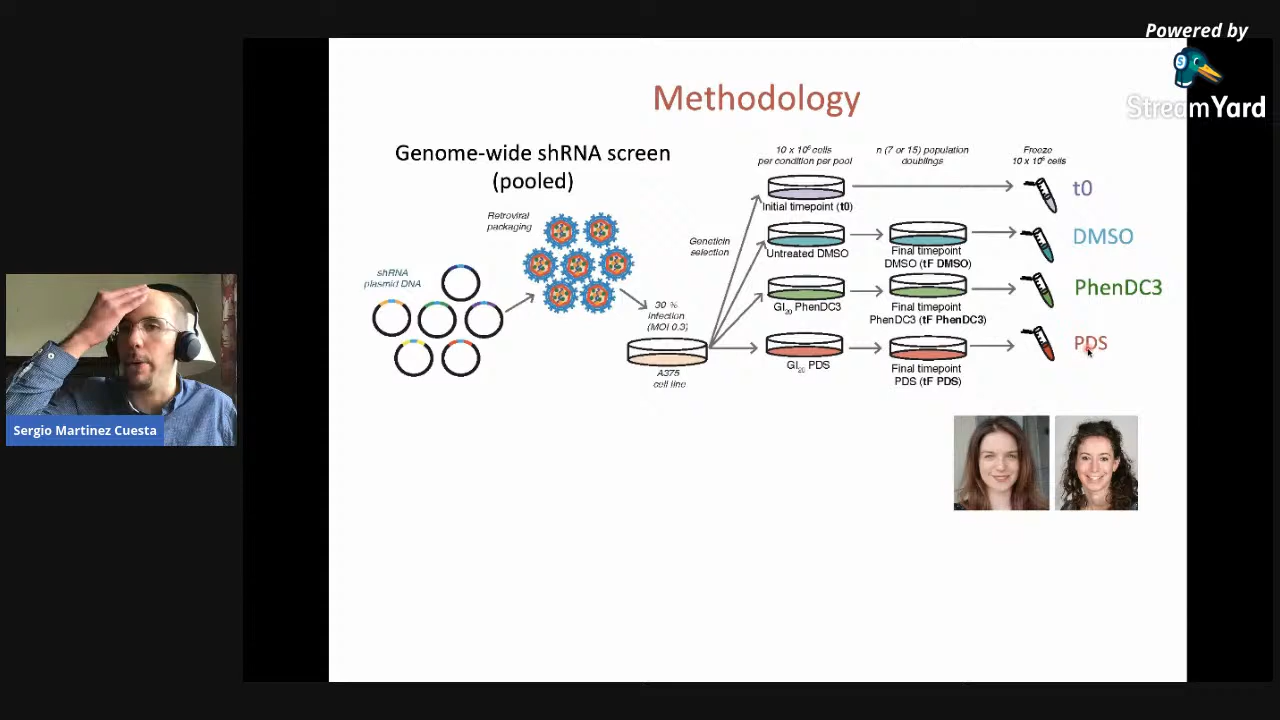 Powered by
StreamYard
Methodology
Genome-wide shRNA screen
(pooled)
10 x 10⁶ cells
per condition per pool
n (7 or 15) population
doublings
Freeze
10 x 10⁶ cells
Retroviral
packaging
shRNA
plasmid DNA
30 %
infection
(MOI 0.3)
A375
cell line
Geneticin
selection
Initial timepoint (t0)
t0
Untreated DMSO
Final timepoint
DMSO (tF DMSO)
DMSO
GI₂₀ PhenDC3
Final timepoint
PhenDC3 (tF PhenDC3)
PhenDC3
GI₂₀ PDS
Final timepoint
PDS (tF PDS)
PDS
Sergio Martinez Cuesta